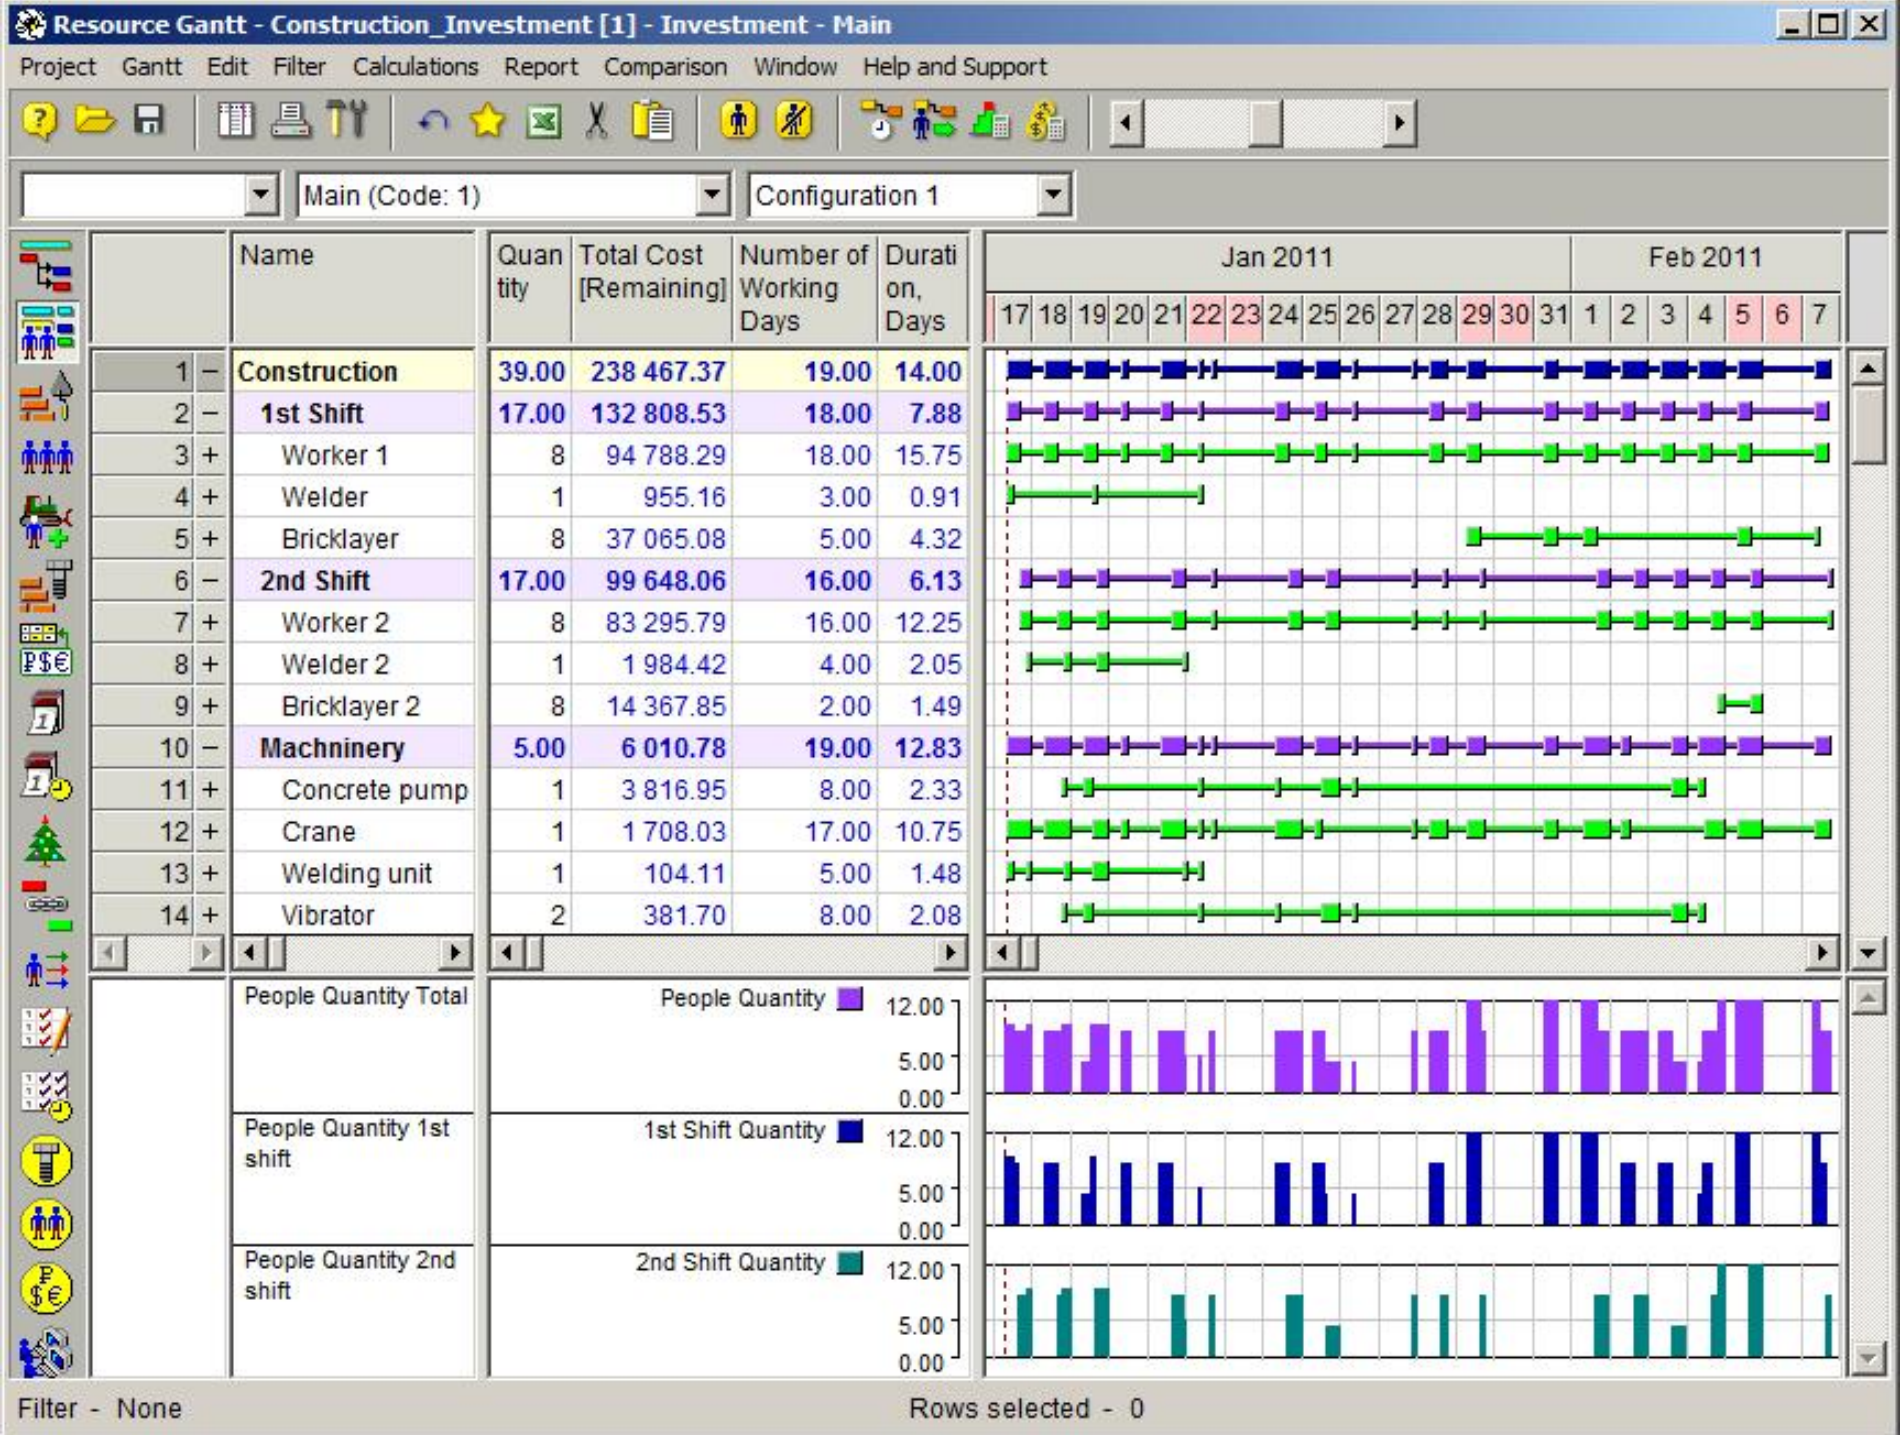 Resource Gantt - Construction_Investment [1] - Investment - Main
Project Gantt Edit Filter Calculations Report Comparison Window Help and Support
Main (Code: 1) Configuration 1
Name Quan Total Cost Number of Durati Jan 2011 Feb 2011
tity [Remaining] Working on,
Days Days 17 18 19 20 21 22 23 24 25 26 27 28 29 30 31 1 2 3 4 5 6 7
1 − Construction 39.00 238 467.37 19.00 14.00
2 − 1st Shift 17.00 132 808.53 18.00 7.88
3 + Worker 1 8 94 788.29 18.00 15.75
4 + Welder 1 955.16 3.00 0.91
5 + Bricklayer 8 37 065.08 5.00 4.32
6 − 2nd Shift 17.00 99 648.06 16.00 6.13
7 + Worker 2 8 83 295.79 16.00 12.25
8 + Welder 2 1 1 984.42 4.00 2.05
9 + Bricklayer 2 8 14 367.85 2.00 1.49
10 − Machninery 5.00 6 010.78 19.00 12.83
11 + Concrete pump 1 3 816.95 8.00 2.33
12 + Crane 1 1 708.03 17.00 10.75
13 + Welding unit 1 104.11 5.00 1.48
14 + Vibrator 2 381.70 8.00 2.08
People Quantity Total People Quantity 12.00
5.00
0.00
People Quantity 1st 1st Shift Quantity 12.00
shift
5.00
0.00
People Quantity 2nd 2nd Shift Quantity 12.00
shift
5.00
0.00
Filter - None Rows selected - 0